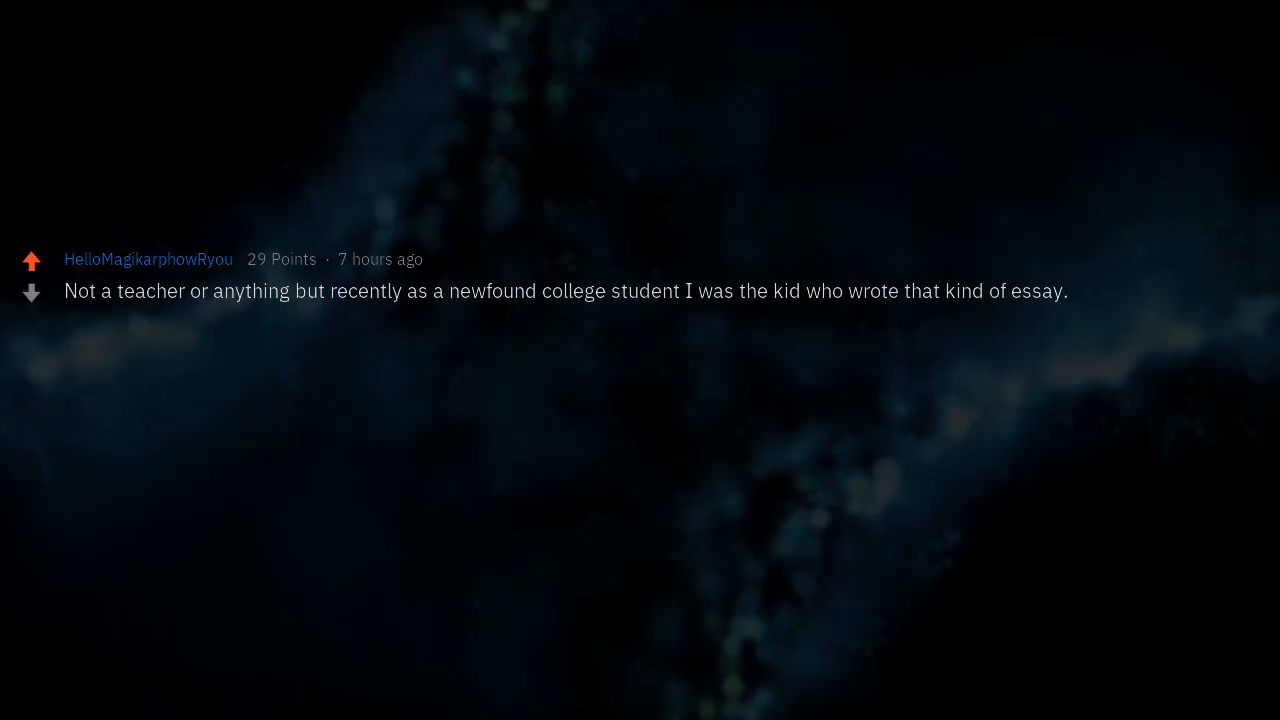 HelloMagikarphowRyou 29 Points · 7 hours ago
Not a teacher or anything but recently as a newfound college student I was the kid who wrote that kind of essay.